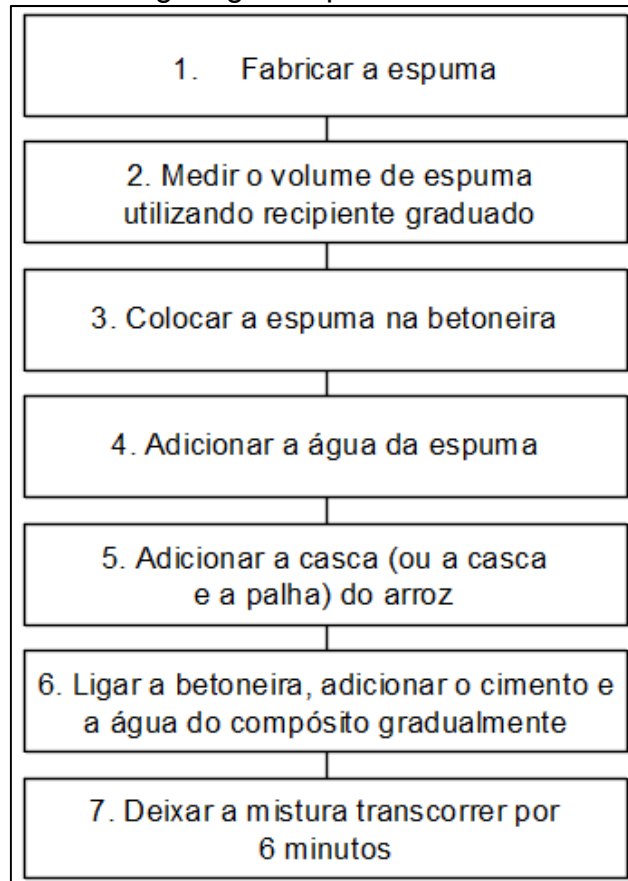 1. Fabricar a espuma
2. Medir o volume de espuma
utilizando recipiente graduado
3. Colocar a espuma na betoneira
4. Adicionar a água da espuma
5. Adicionar a casca (ou a casca
e a palha) do arroz
6. Ligar a betoneira, adicionar o cimento e
a água do compósito gradualmente
7. Deixar a mistura transcorrer por
6 minutos